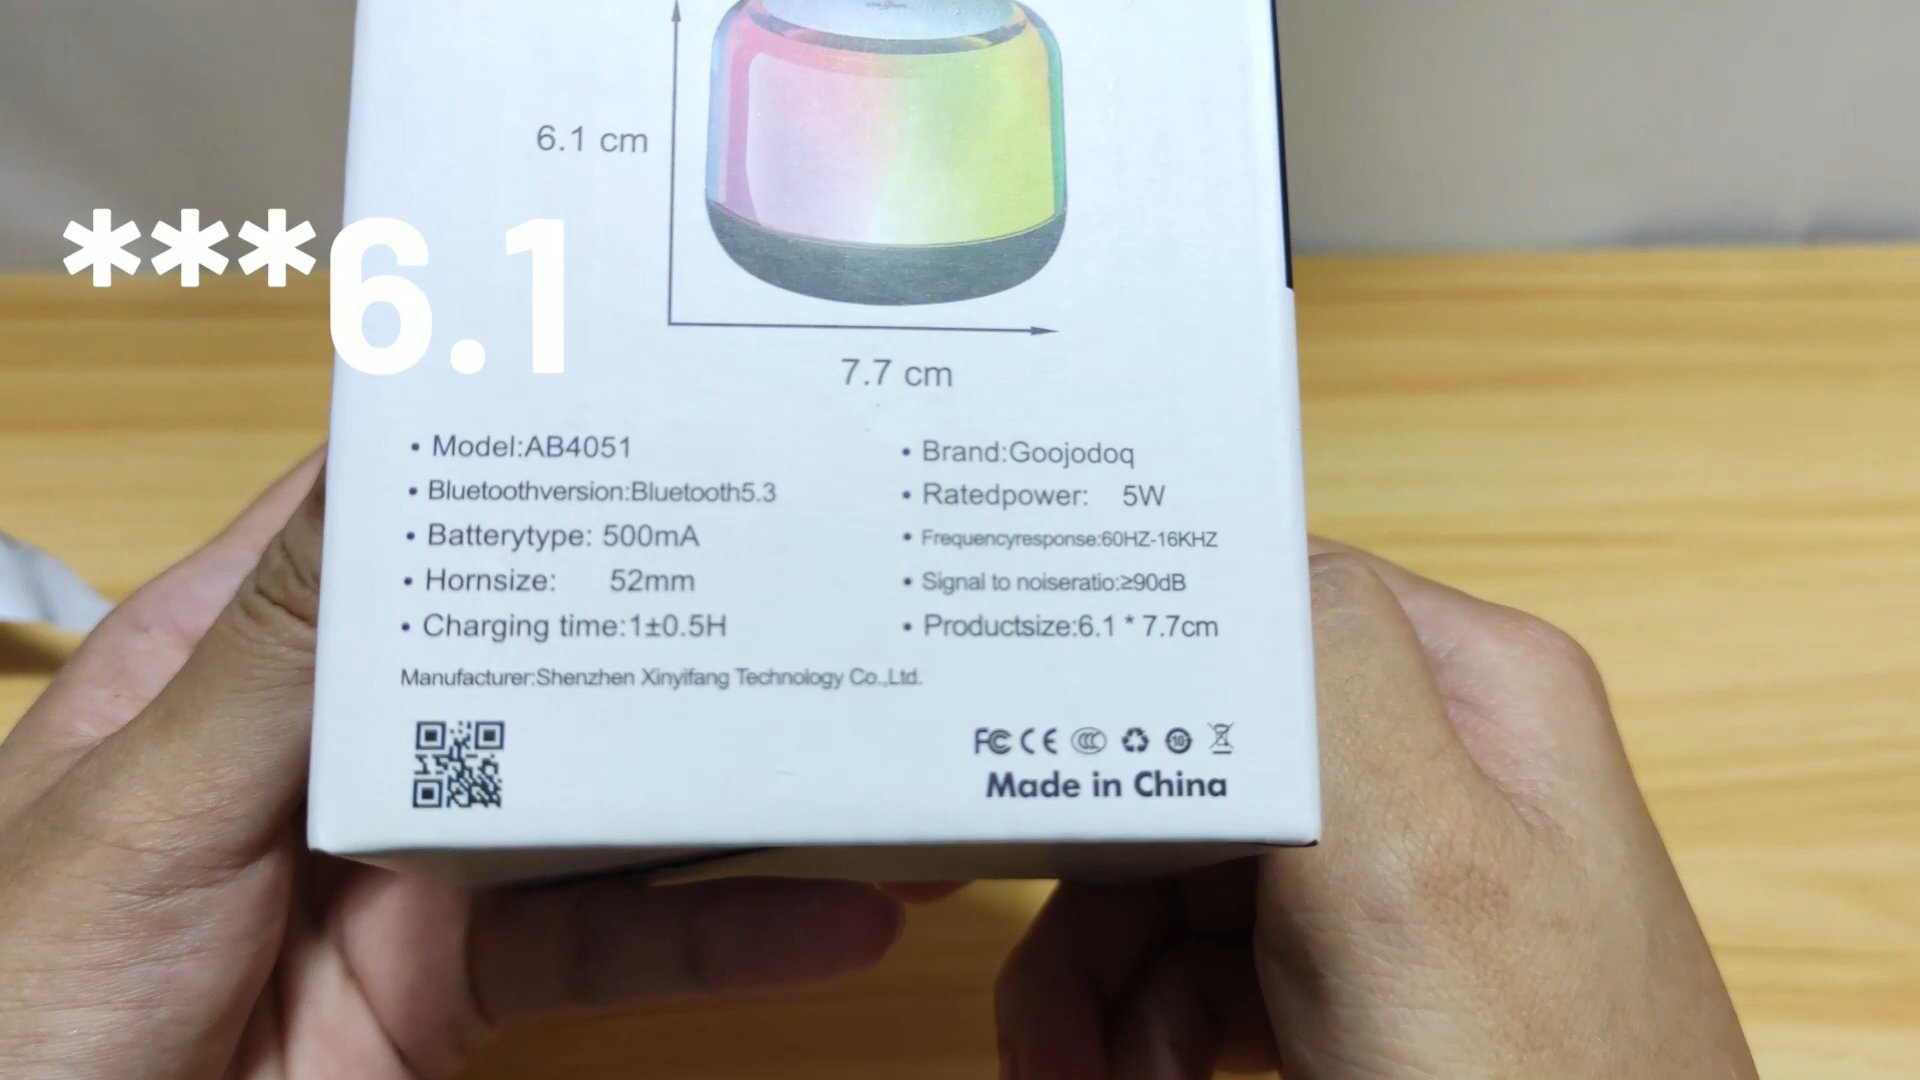 6.1 cm
***6.1
7.7 cm
• Model:AB4051
• Bluetoothversion:Bluetooth5.3
• Batterytype: 500mA
• Hornsize: 52mm
• Charging time:1±0.5H
• Brand:Goojodoq
• Ratedpower: 5W
• Frequencyresponse:60HZ-16KHZ
• Signal to noiseratio:≥90dB
• Productsize:6.1 * 7.7cm
Manufacturer:Shenzhen Xinyifang Technology Co.,Ltd.
FC CE CCC 10
Made in China